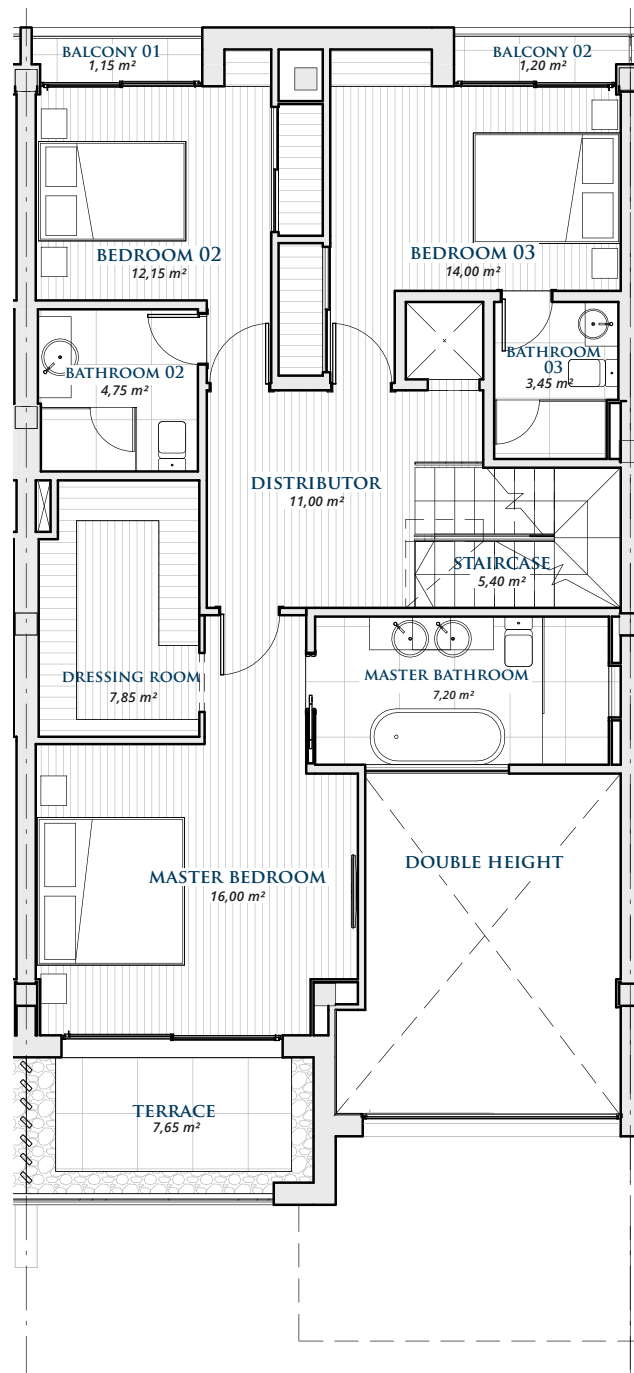 BALCONY 01
1,15 m²
BALCONY 02
1,20 m²
BEDROOM 02
12,15 m²
BEDROOM 03
14,00 m²
BATHROOM 02
4,75 m²
BATHROOM
03
3,45 m²
DISTRIBUTOR
11,00 m²
STAIRCASE
5,40 m²
DRESSING ROOM
7,85 m²
MASTER BATHROOM
7,20 m²
MASTER BEDROOM
16,00 m²
DOUBLE HEIGHT
TERRACE
7,65 m²